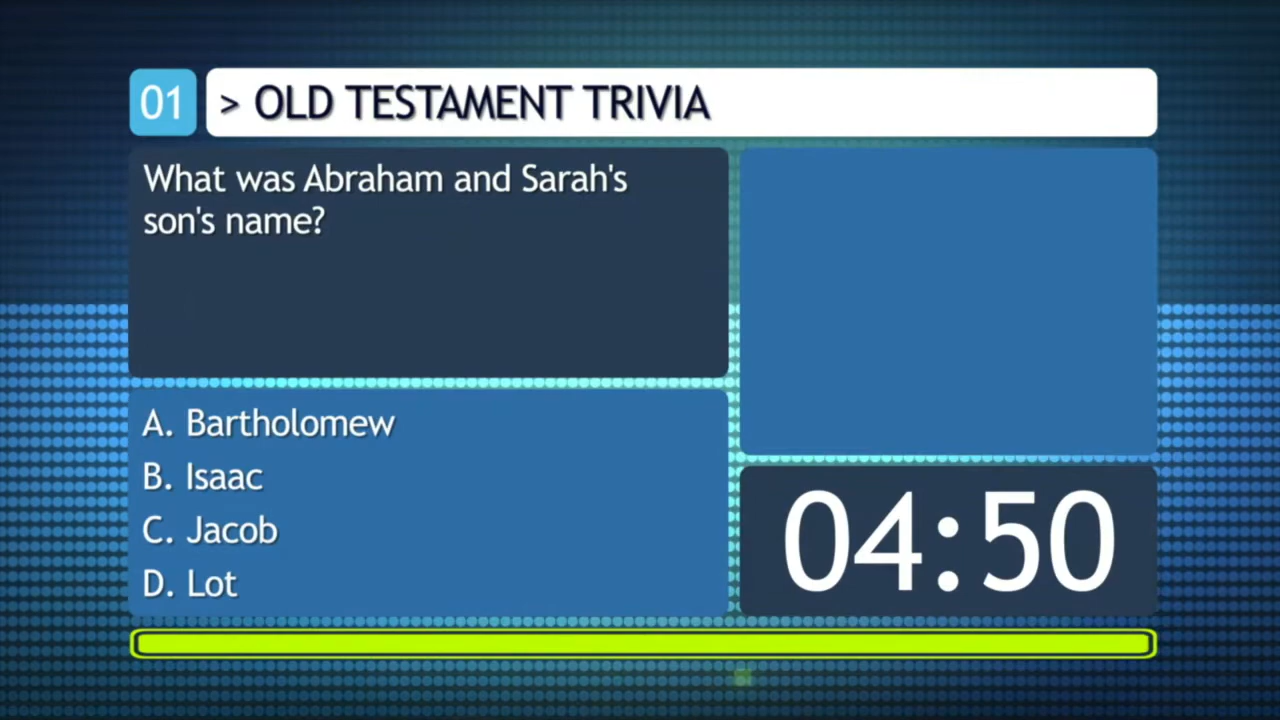 01 > OLD TESTAMENT TRIVIA
What was Abraham and Sarah's
son's name?
A. Bartholomew
B. Isaac
C. Jacob
D. Lot
04:50